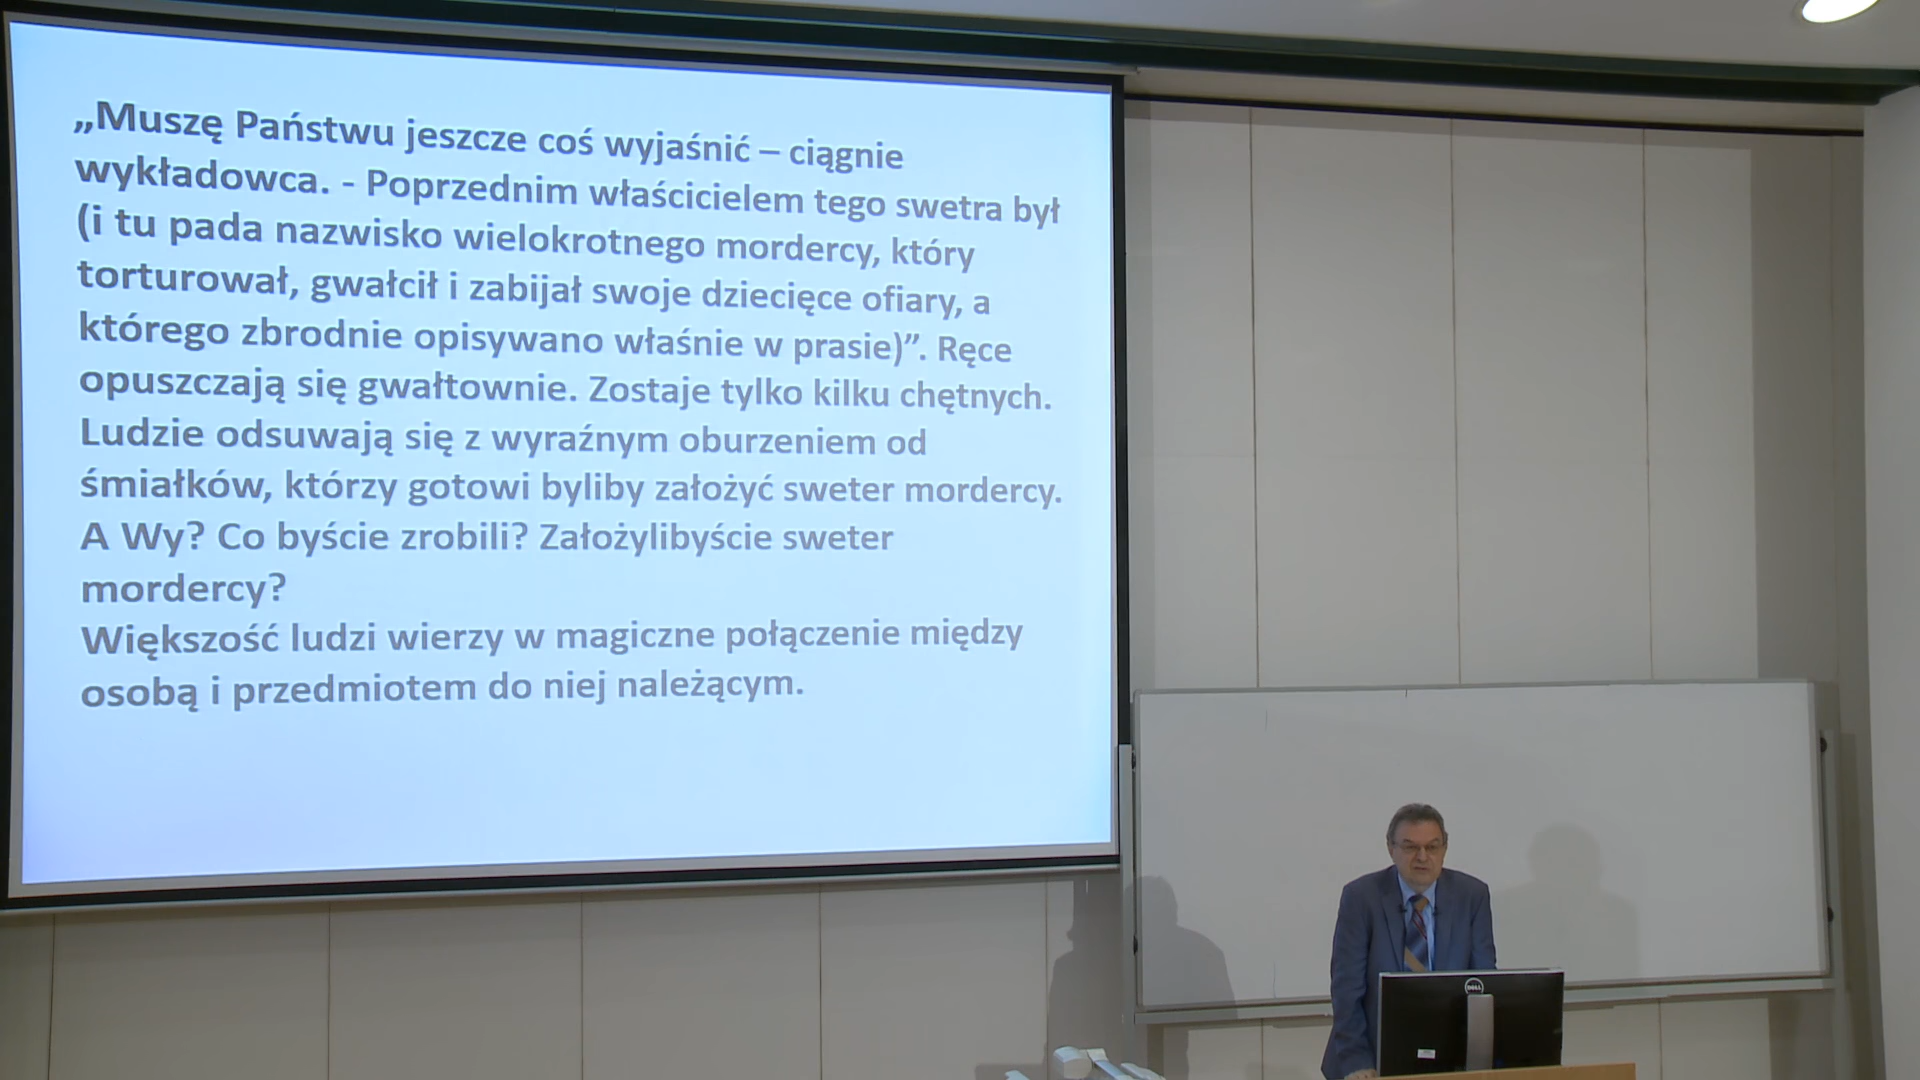 „Muszę Państwu jeszcze coś wyjaśnić – ciągnie
wykładowca. - Poprzednim właścicielem tego swetra był
(i tu pada nazwisko wielokrotnego mordercy, który
torturował, gwałcił i zabijał swoje dziecięce ofiary, a
którego zbrodnie opisywano właśnie w prasie)”. Ręce
opuszczają się gwałtownie. Zostaje tylko kilku chętnych.
Ludzie odsuwają się z wyraźnym oburzeniem od
śmiałków, którzy gotowi byliby założyć sweter mordercy.
A Wy? Co byście zrobili? Założylibyście sweter
mordercy?
Większość ludzi wierzy w magiczne połączenie między
osobą i przedmiotem do niej należącym.
DELL